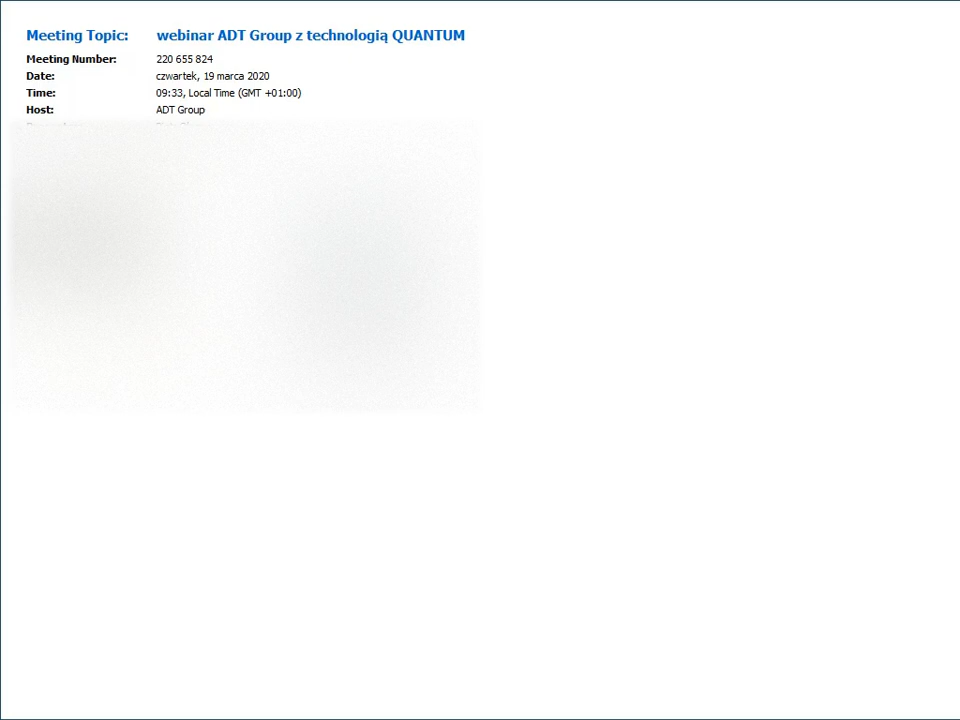 Meeting Topic: webinar ADT Group z technologią QUANTUM
Meeting Number: 220 655 824
Date: czwartek, 19 marca 2020
Time: 09:33, Local Time (GMT +01:00)
Host: ADT Group